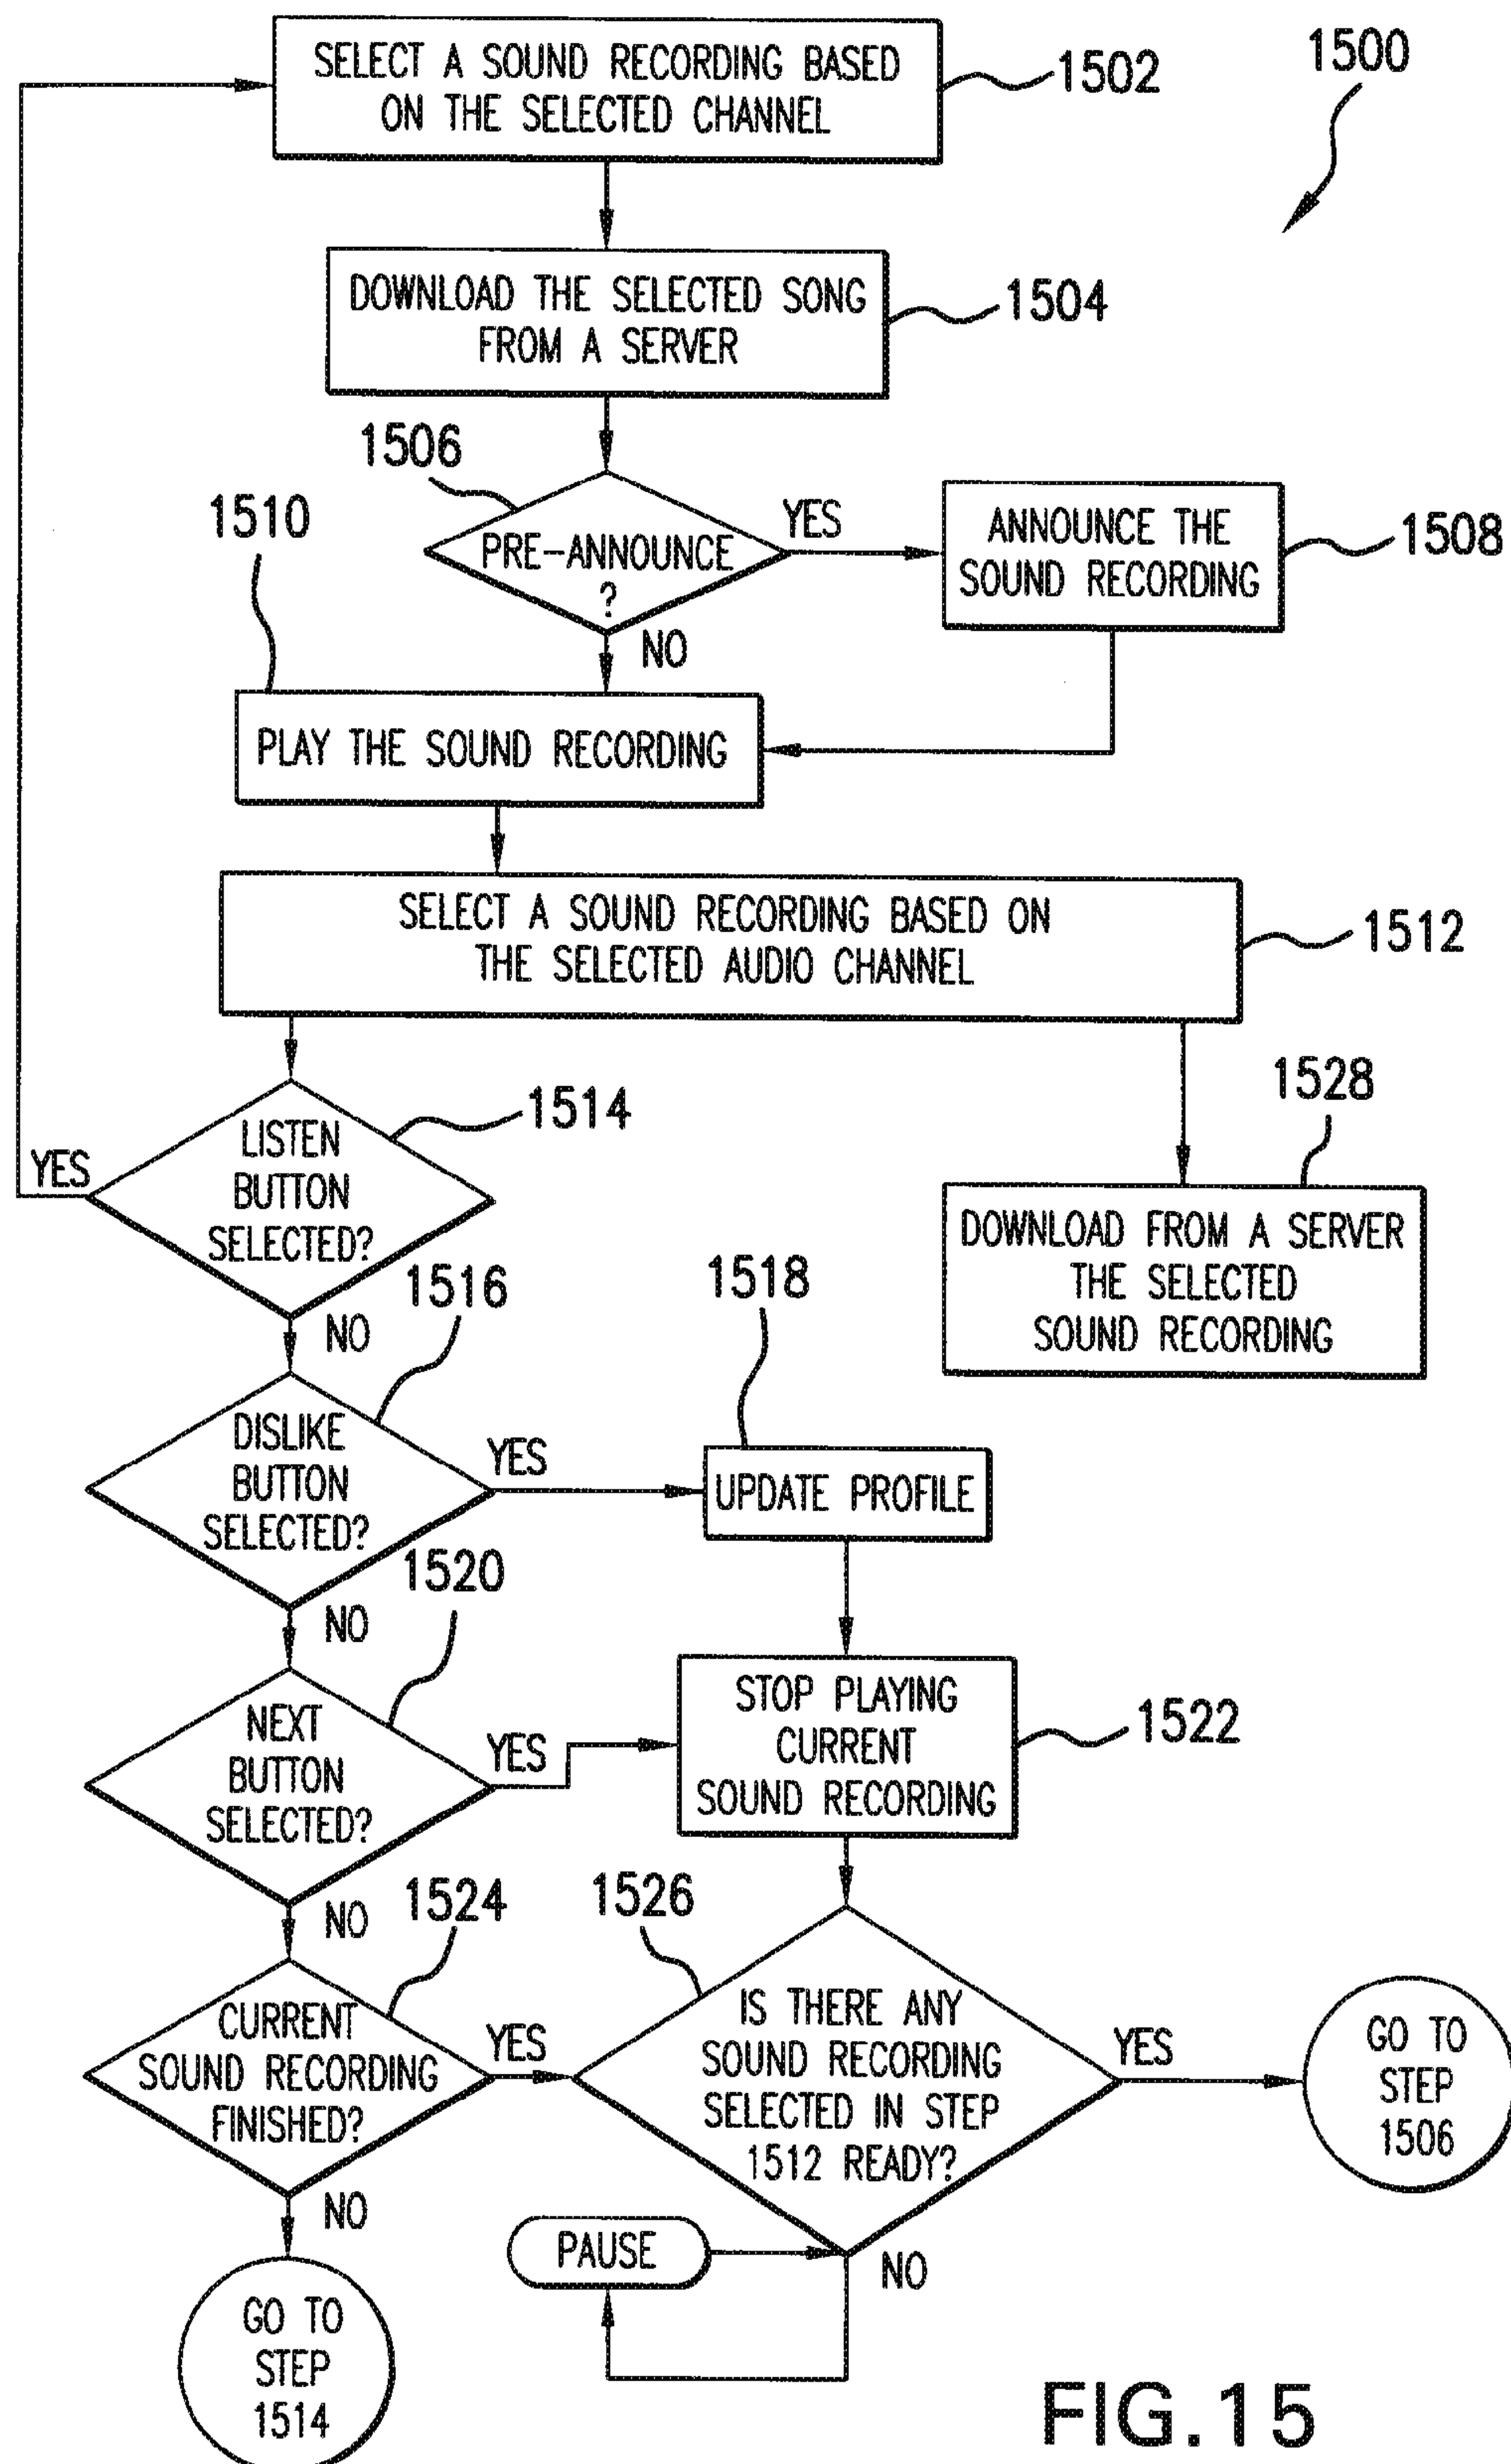 SELECT A SOUND RECORDING BASED
ON THE SELECTED CHANNEL
1502
1500
DOWNLOAD THE SELECTED SONG
FROM A SERVER
1504
1506
PRE-ANNOUNCE
?
YES
NO
ANNOUNCE THE
SOUND RECORDING
1508
1510
PLAY THE SOUND RECORDING
SELECT A SOUND RECORDING BASED ON
THE SELECTED AUDIO CHANNEL
1512
LISTEN
BUTTON
SELECTED?
1514
YES
NO
1528
DOWNLOAD FROM A SERVER
THE SELECTED
SOUND RECORDING
1516
DISLIKE
BUTTON
SELECTED?
YES
NO
1518
UPDATE PROFILE
1520
NEXT
BUTTON
SELECTED?
YES
NO
STOP PLAYING
CURRENT
SOUND RECORDING
1522
1524
CURRENT
SOUND RECORDING
FINISHED?
YES
NO
1526
IS THERE ANY
SOUND RECORDING
SELECTED IN STEP
1512 READY?
YES
NO
GO TO
STEP
1506
PAUSE
GO TO
STEP
1514
FIG.15